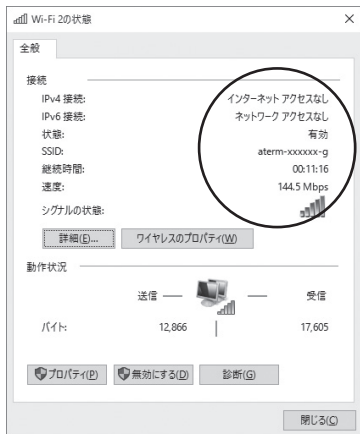 Wi-Fi 2の状態
全般
接続
IPv4 接続: インターネット アクセスなし
IPv6 接続: ネットワーク アクセスなし
状態: 有効
SSID: aterm-xxxxxx-g
継続時間: 00:11:16
速度: 144.5 Mbps
シグナルの状態:
詳細(E)... ワイヤレスのプロパティ(W)
動作状況
送信 受信
バイト: 12,866 17,605
プロパティ(P) 無効にする(D) 診断(G)
閉じる(C)